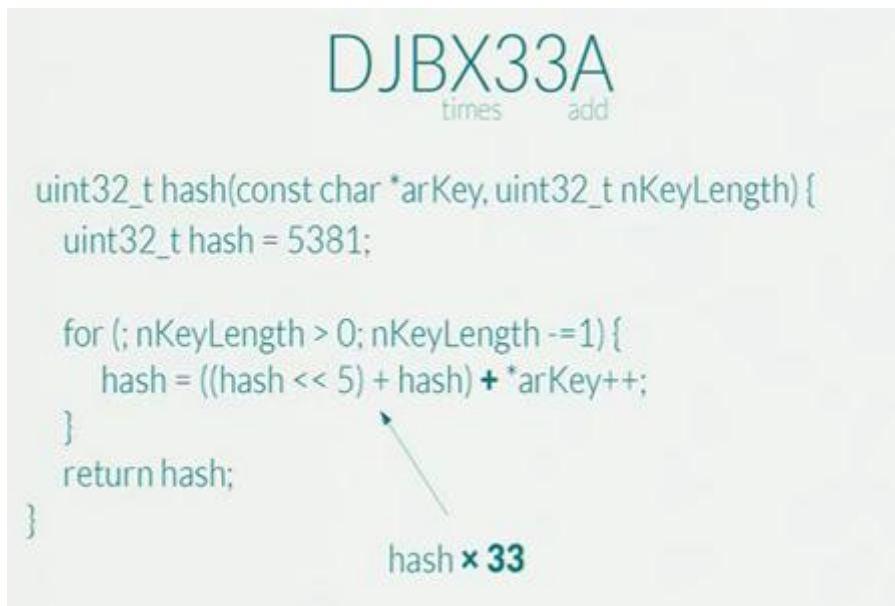 DJBX33A
times add
uint32_t hash(const char *arKey, uint32_t nKeyLength) {
uint32_t hash = 5381;
for (; nKeyLength > 0; nKeyLength -=1) {
hash = ((hash << 5) + hash) + *arKey++;
}
return hash;
}
hash × 33